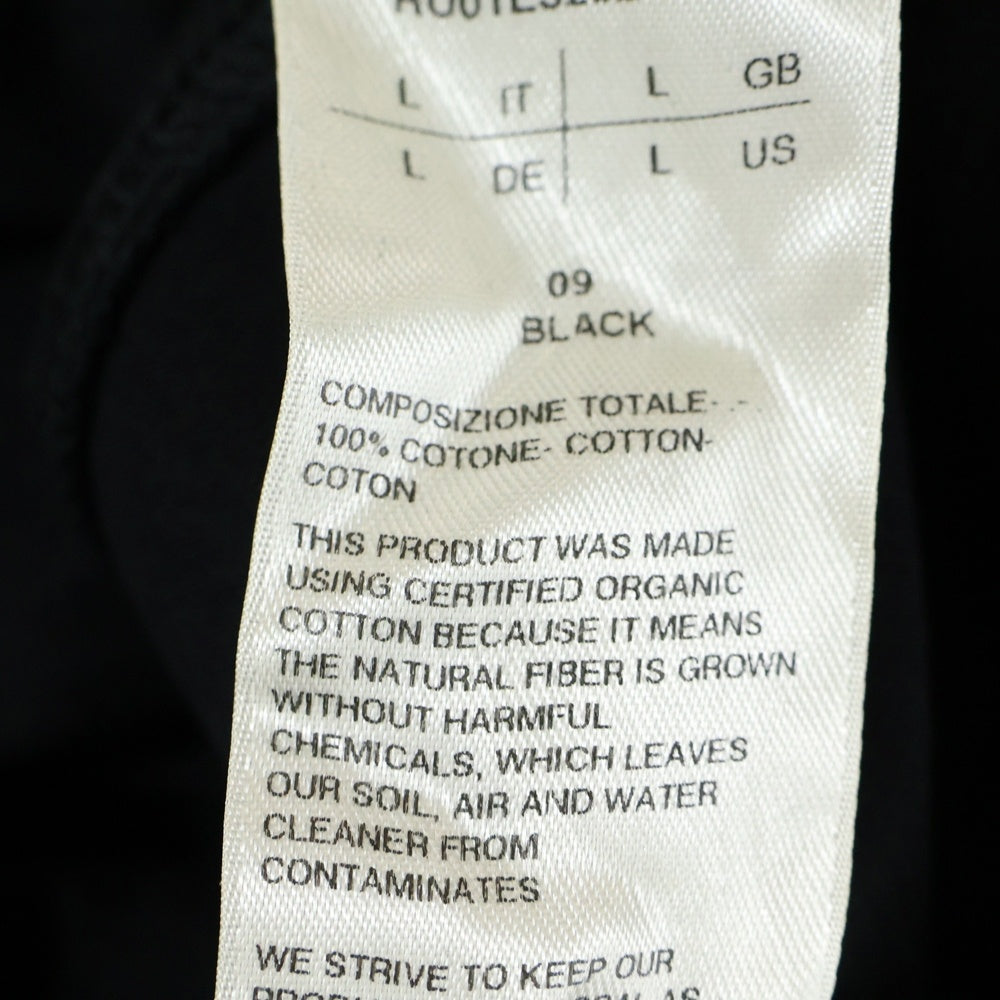 L IT L GB
L DE L US
09
BLACK
COMPOSIZIONE TOTALE- -
100% COTONE- COTTON-
COTON
THIS PRODUCT WAS MADE
USING CERTIFIED ORGANIC
COTTON BECAUSE IT MEANS
THE NATURAL FIBER IS GROWN
WITHOUT HARMFUL
CHEMICALS, WHICH LEAVES
OUR SOIL, AIR AND WATER
CLEANER FROM
CONTAMINATES
WE STRIVE TO KEEP OUR
AS